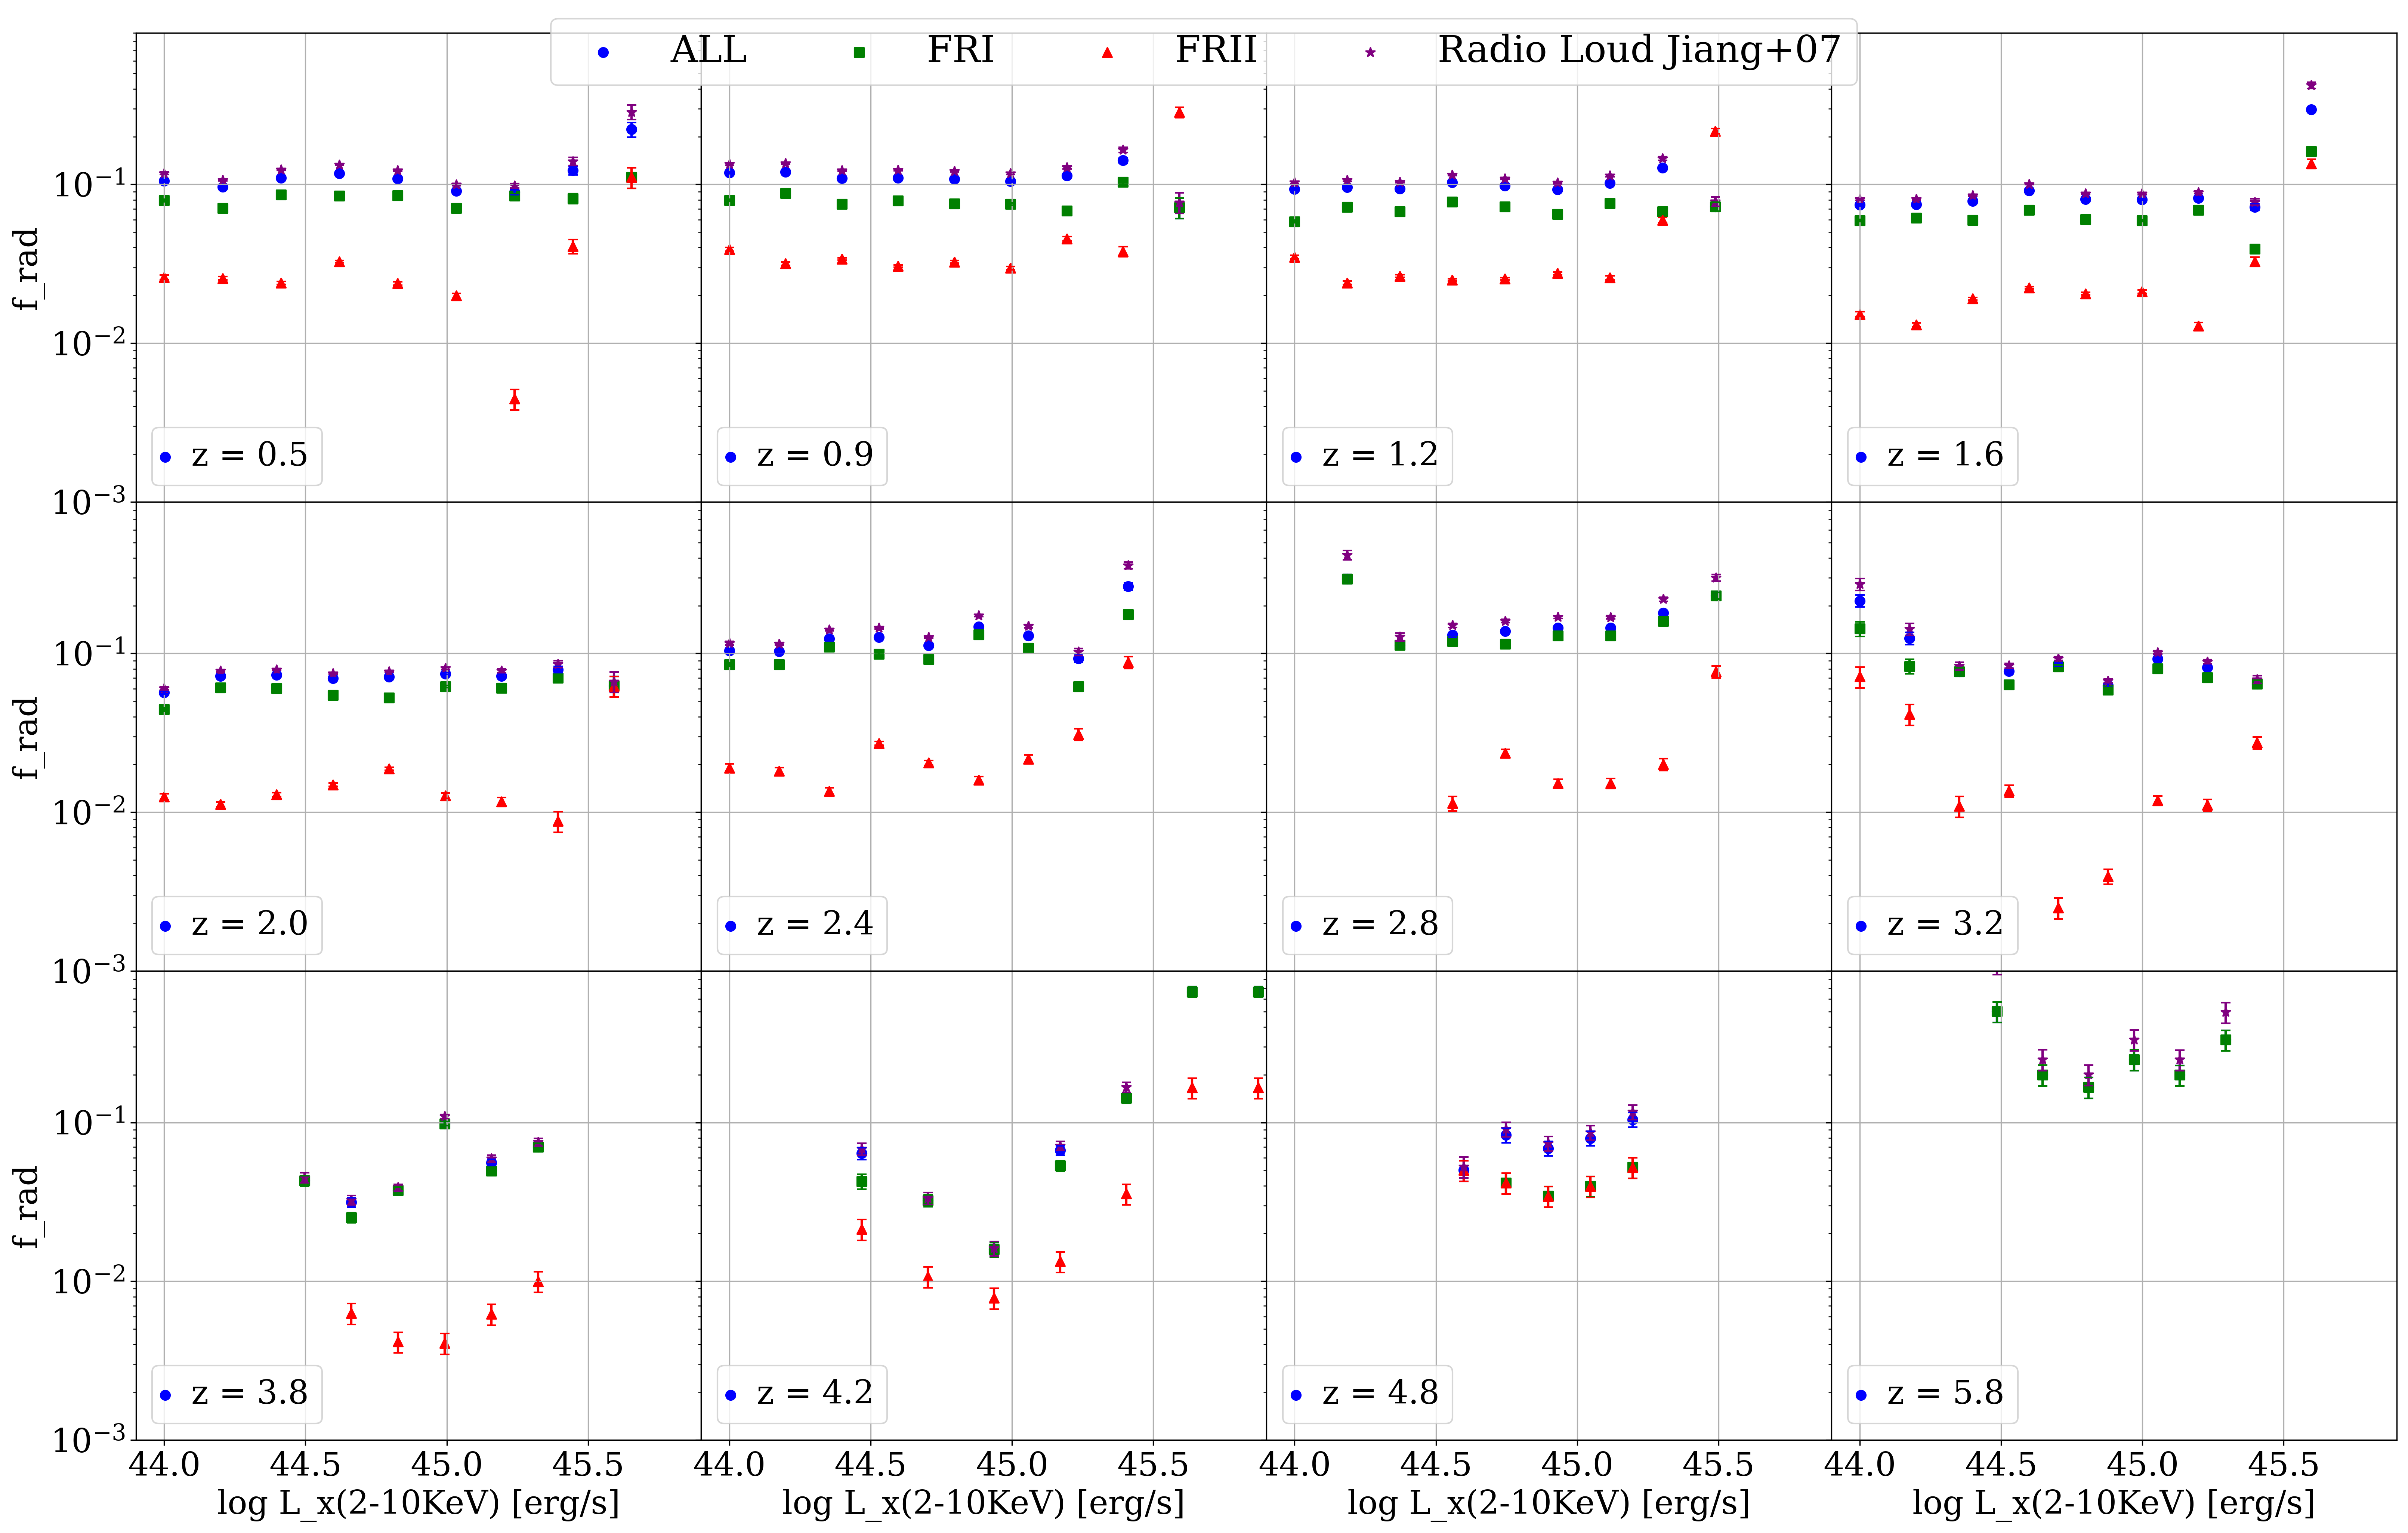 ALL FRI FRII Radio Loud Jiang+07
f_rad
10⁻¹
10⁻²
10⁻³
z = 0.5
z = 0.9
z = 1.2
z = 1.6
f_rad
10⁻¹
10⁻²
10⁻³
z = 2.0
z = 2.4
z = 2.8
z = 3.2
f_rad
10⁻¹
10⁻²
10⁻³
z = 3.8
z = 4.2
z = 4.8
z = 5.8
44.0 44.5 45.0 45.5 44.0 44.5 45.0 45.5 44.0 44.5 45.0 45.5 44.0 44.5 45.0 45.5
log L_x(2-10KeV) [erg/s] log L_x(2-10KeV) [erg/s] log L_x(2-10KeV) [erg/s] log L_x(2-10KeV) [erg/s]